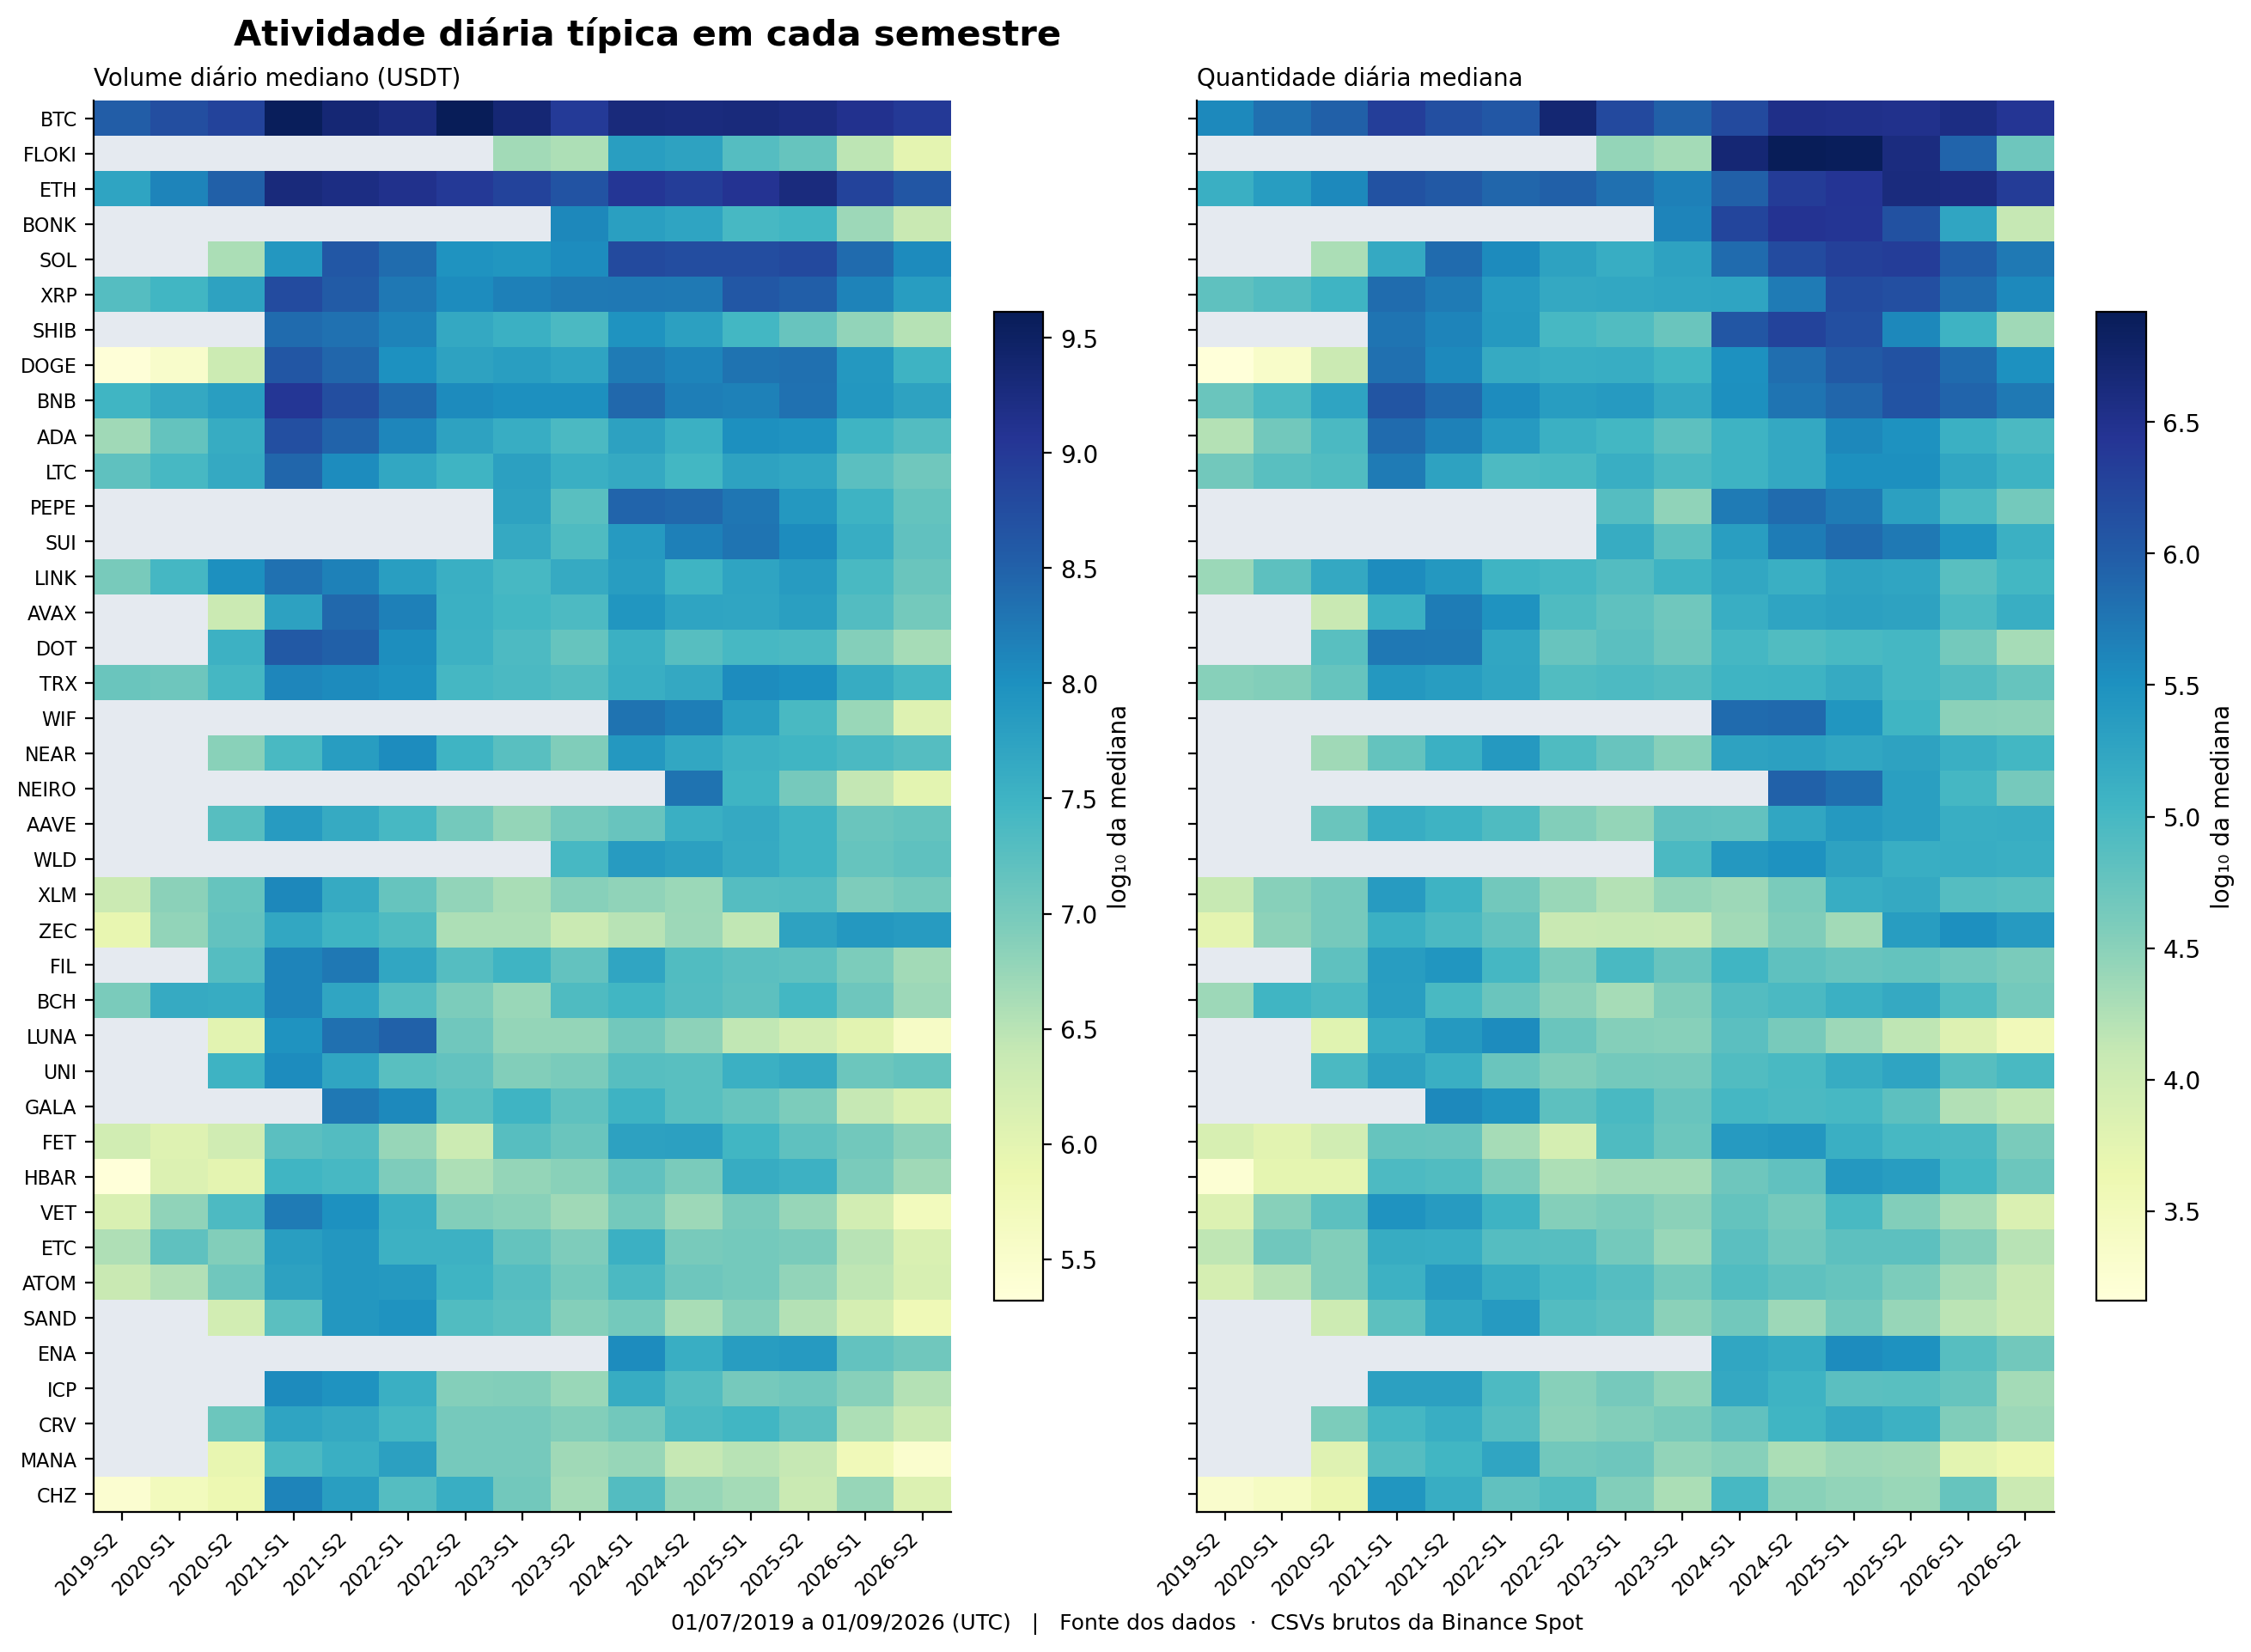 Atividade diária típica em cada semestre
Volume diário mediano (USDT)
BTC
FLOKI
ETH
BONK
SOL
XRP
SHIB
DOGE
BNB
ADA
LTC
PEPE
SUI
LINK
AVAX
DOT
TRX
WIF
NEAR
NEIRO
AAVE
WLD
XLM
ZEC
FIL
BCH
LUNA
UNI
GALA
FET
HBAR
VET
ETC
ATOM
SAND
ENA
ICP
CRV
MANA
CHZ
2019-S2
2020-S1
2020-S2
2021-S1
2021-S2
2022-S1
2022-S2
2023-S1
2023-S2
2024-S1
2024-S2
2025-S1
2025-S2
2026-S1
2026-S2
9.5
9.0
8.5
8.0
7.5
7.0
6.5
6.0
5.5
log₁₀ da mediana
Quantidade diária mediana
2019-S2
2020-S1
2020-S2
2021-S1
2021-S2
2022-S1
2022-S2
2023-S1
2023-S2
2024-S1
2024-S2
2025-S1
2025-S2
2026-S1
2026-S2
6.5
6.0
5.5
5.0
4.5
4.0
3.5
log₁₀ da mediana
01/07/2019 a 01/09/2026 (UTC) | Fonte dos dados · CSVs brutos da Binance Spot